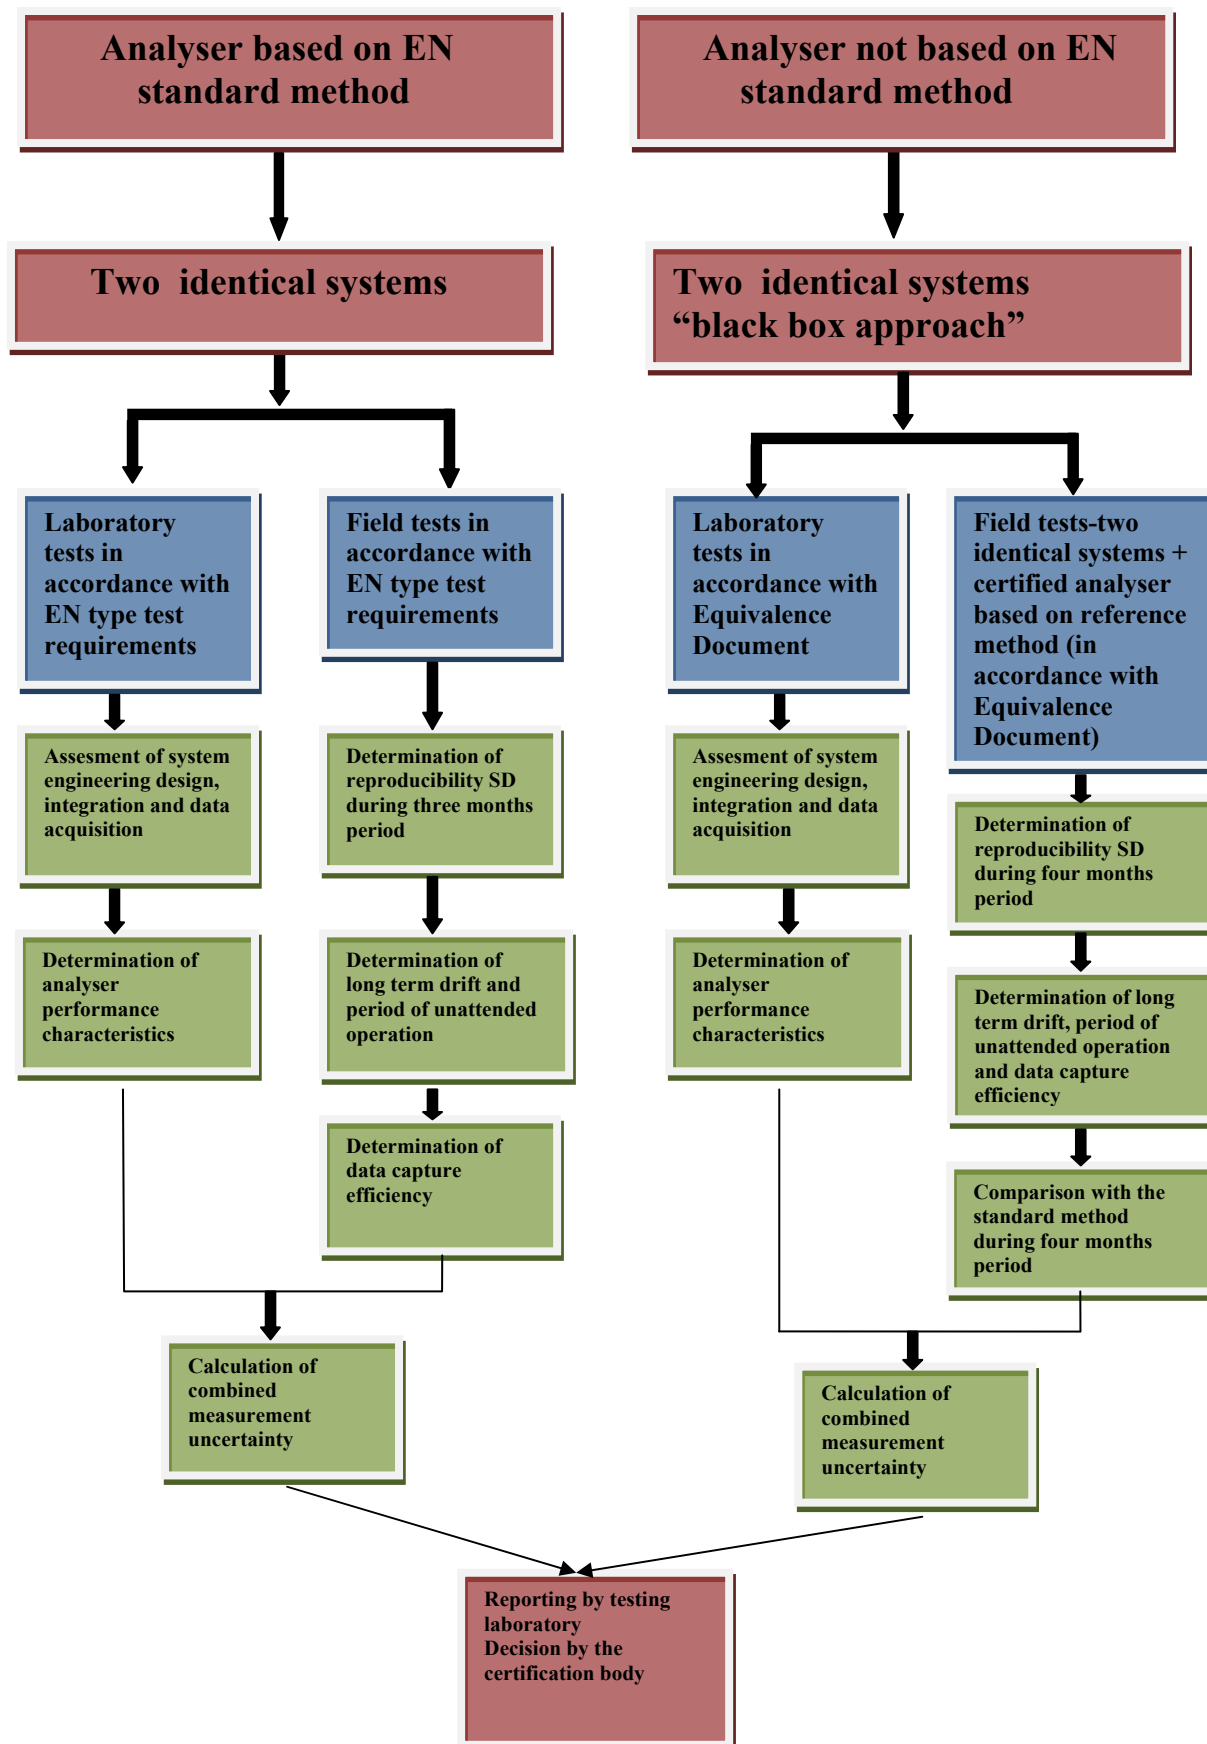 Analyser based on EN
standard method
Analyser not based on EN
standard method
Two identical systems
Two identical systems
“black box approach”
Laboratory
tests in
accordance with
EN type test
requirements
Field tests in
accordance with
EN type test
requirements
Laboratory
tests in
accordance with
Equivalence
Document
Field tests-two
identical systems +
certified analyser
based on reference
method (in
accordance with
Equivalence
Document)
Assesment of system
engineering design,
integration and data
acquisition
Determination of
reproducibility SD
during three months
period
Assesment of system
engineering design,
integration and data
acquisition
Determination of
reproducibility SD
during four months
period
Determination of
analyser
performance
characteristics
Determination of
long term drift and
period of unattended
operation
Determination of
analyser
performance
characteristics
Determination of long
term drift, period of
unattended operation
and data capture
efficiency
Determination of
data capture
efficiency
Comparison with the
standard method
during four months
period
Calculation of
combined
measurement
uncertainty
Calculation of
combined
measurement
uncertainty
Reporting by testing
laboratory
Decision by the
certification body